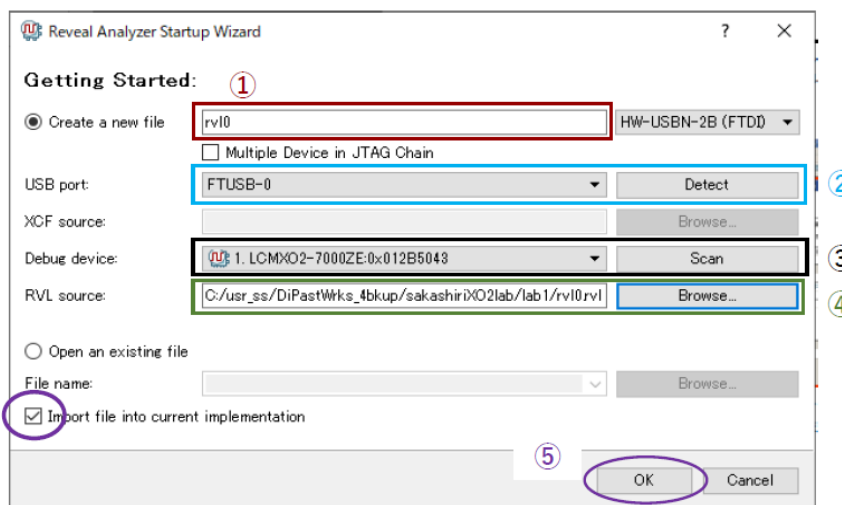 Reveal Analyzer Startup Wizard ? ×
Getting Started: ①
Create a new file rvl0 HW-USBN-2B (FTDI)
Multiple Device in JTAG Chain
USB port: FTUSB-0 Detect ②
XCF source: Browse...
Debug device: 1. LCMXO2-7000ZE:0x012B5043 Scan ③
RVL source: C:/usr_ss/DiPastWrks_4bkup/sakashiriXO2lab/lab1/rvl0.rvl Browse... ④
Open an existing file
File name: Browse...
Import file into current implementation
⑤
OK Cancel